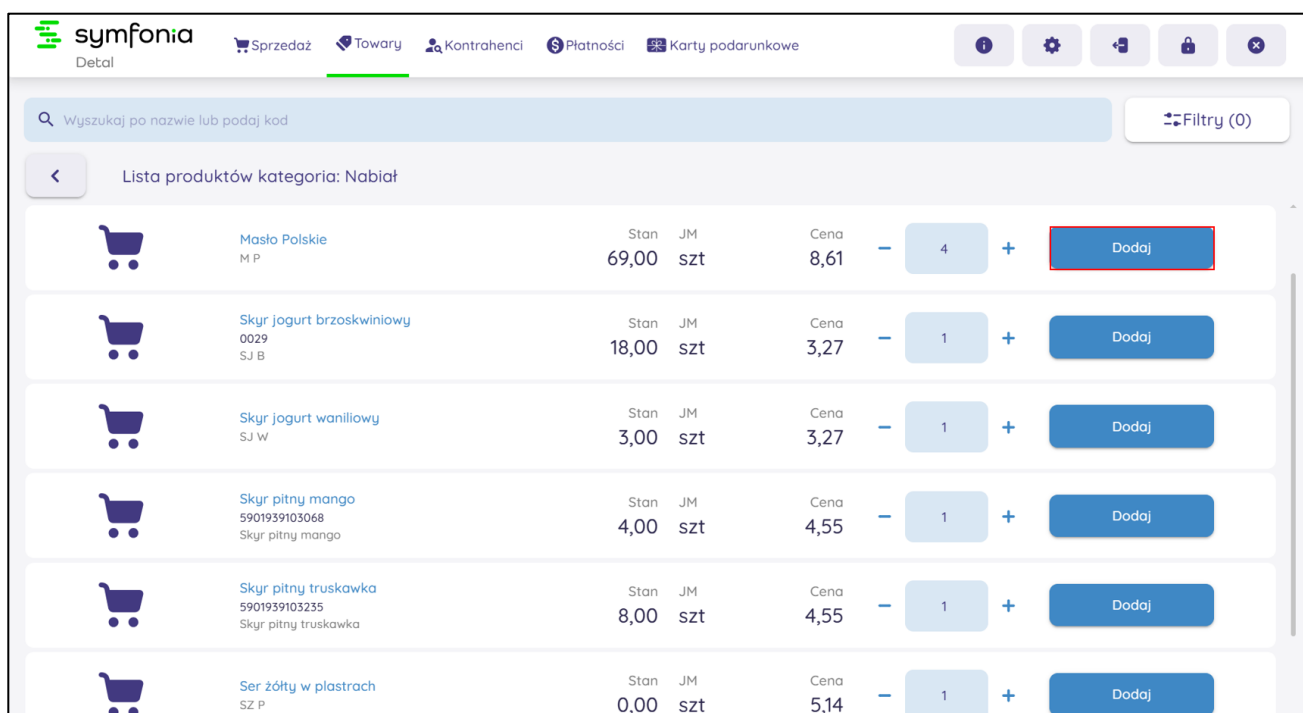 symfonia
Detal
Sprzedaż Towary Kontrahenci Płatności Karty podarunkowe
Wyszukaj po nazwie lub podaj kod
Filtry (0)
Lista produktów kategoria: Nabiał
Masło Polskie
M P
Stan JM Cena
69,00 szt 8,61 − 4 + Dodaj
Skyr jogurt brzoskwiniowy
0029
SJ B
Stan JM Cena
18,00 szt 3,27 − 1 + Dodaj
Skyr jogurt waniliowy
SJ W
Stan JM Cena
3,00 szt 3,27 − 1 + Dodaj
Skyr pitny mango
5901939103068
Skyr pitny mango
Stan JM Cena
4,00 szt 4,55 − 1 + Dodaj
Skyr pitny truskawka
5901939103235
Skyr pitny truskawka
Stan JM Cena
8,00 szt 4,55 − 1 + Dodaj
Ser żółty w plastrach
SZ P
Stan JM Cena
0,00 szt 5,14 − 1 + Dodaj